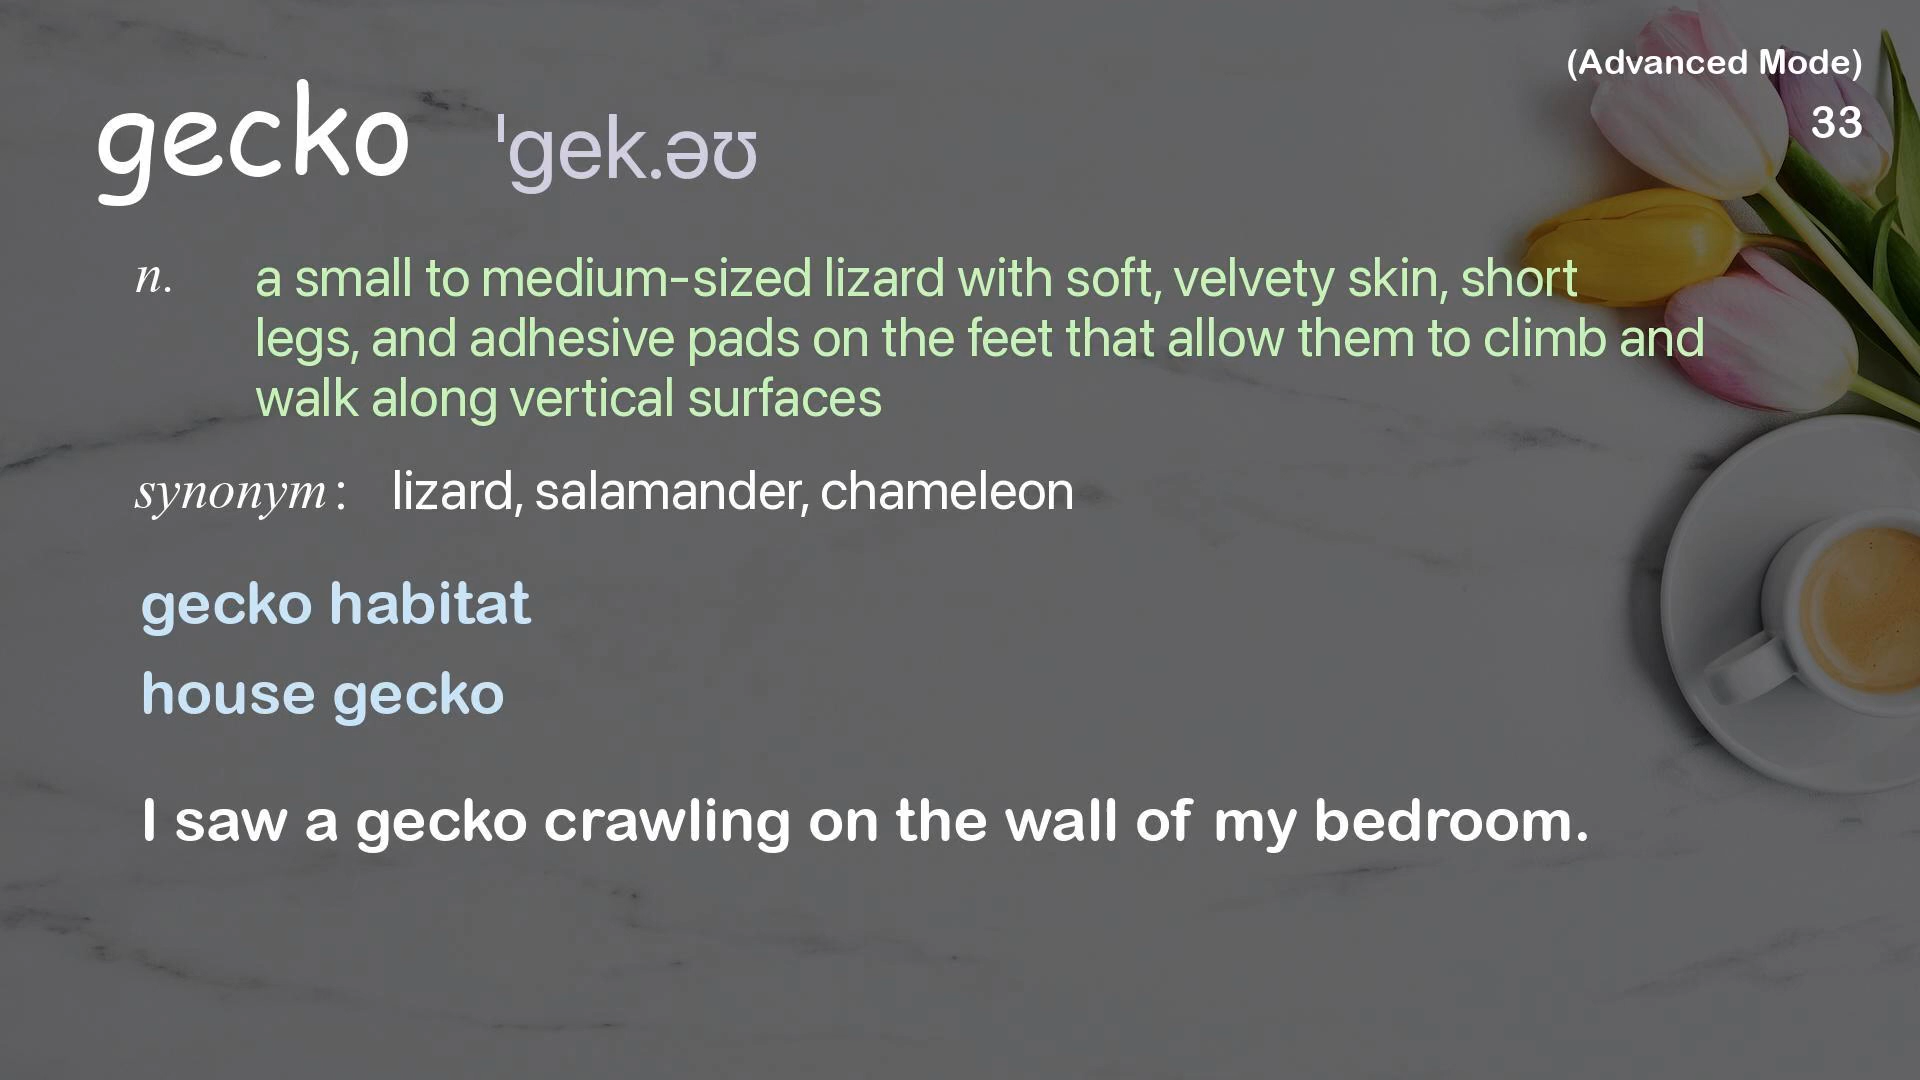 (Advanced Mode)
33
gecko ˈgek.əʊ
n. a small to medium-sized lizard with soft, velvety skin, short
legs, and adhesive pads on the feet that allow them to climb and
walk along vertical surfaces
synonym: lizard, salamander, chameleon
gecko habitat
house gecko
I saw a gecko crawling on the wall of my bedroom.